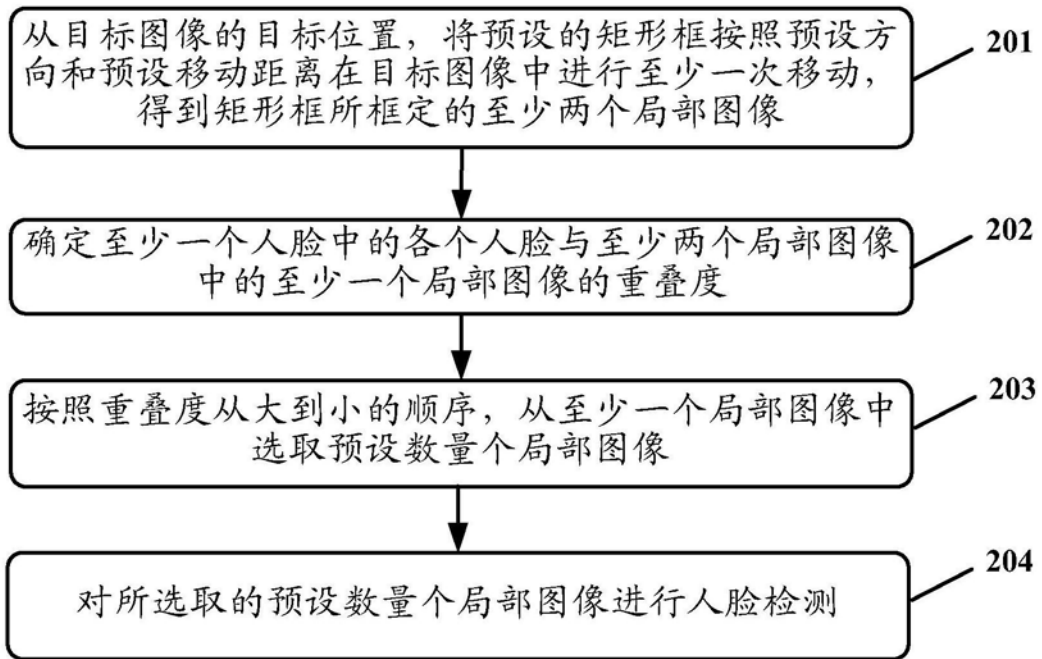 从目标图像的目标位置，将预设的矩形框按照预设方
向和预设移动距离在目标图像中进行至少一次移动，
得到矩形框所框定的至少两个局部图像
201
确定至少一个人脸中的各个人脸与至少两个局部图像
中的至少一个局部图像的重叠度
202
按照重叠度从大到小的顺序，从至少一个局部图像中
选取预设数量个局部图像
203
对所选取的预设数量个局部图像进行人脸检测
204